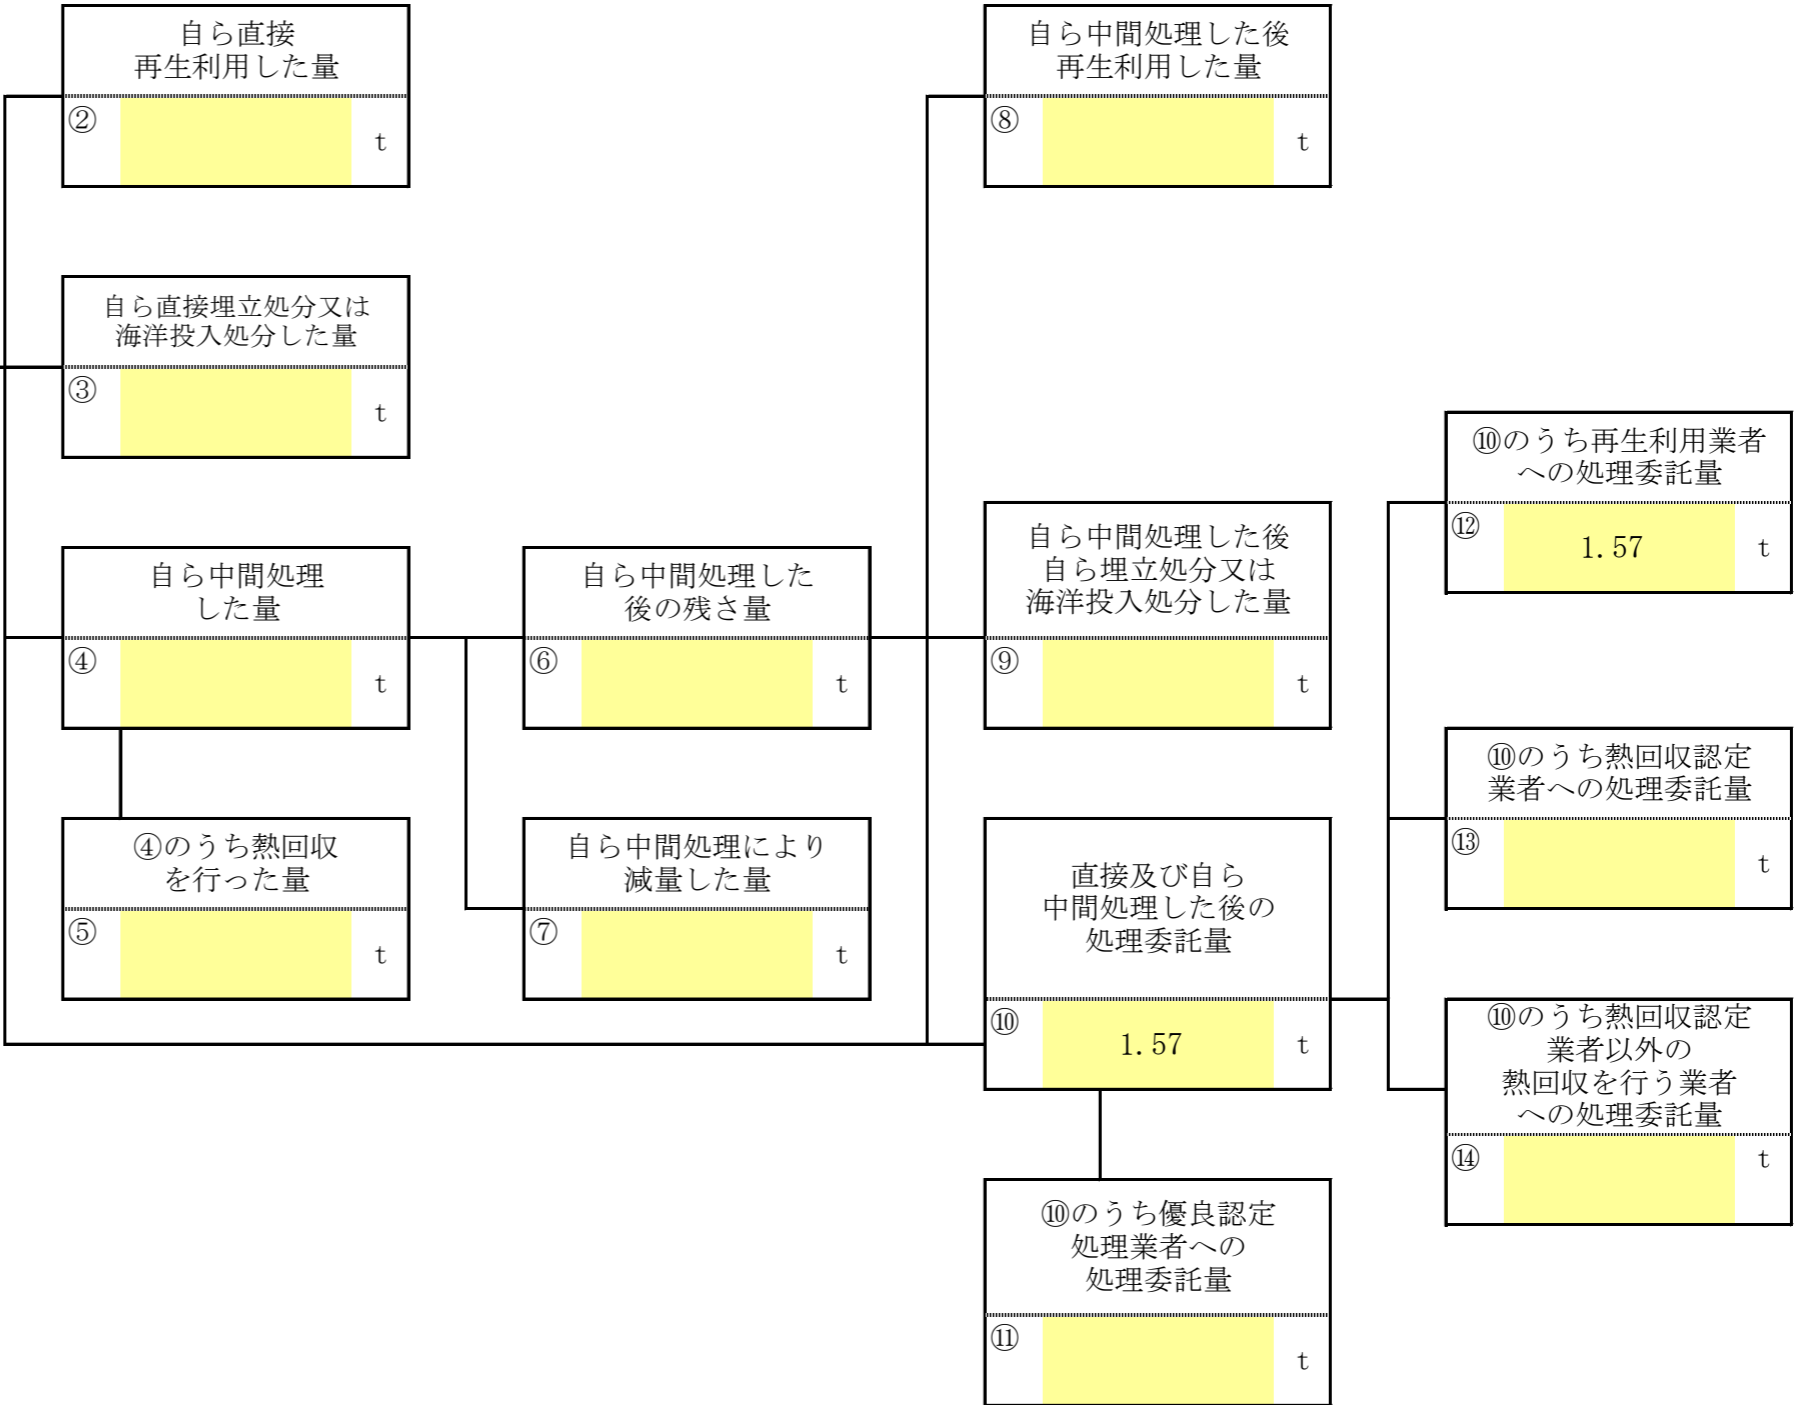 自ら直接
再生利用した量
②
t
自ら中間処理した後
再生利用した量
⑧
t
自ら直接埋立処分又は
海洋投入処分した量
③
t
⑩のうち再生利用業者
への処理委託量
⑫
1.57
t
自ら中間処理
した量
④
t
自ら中間処理した
後の残さ量
⑥
t
自ら中間処理した後
自ら埋立処分又は
海洋投入処分した量
⑨
t
⑩のうち熱回収認定
業者への処理委託量
⑬
t
④のうち熱回収
を行った量
⑤
t
自ら中間処理により
減量した量
⑦
t
直接及び自ら
中間処理した後の
処理委託量
⑩
1.57
t
⑩のうち熱回収認定
業者以外の
熱回収を行う業者
への処理委託量
⑭
t
⑩のうち優良認定
処理業者への
処理委託量
⑪
t